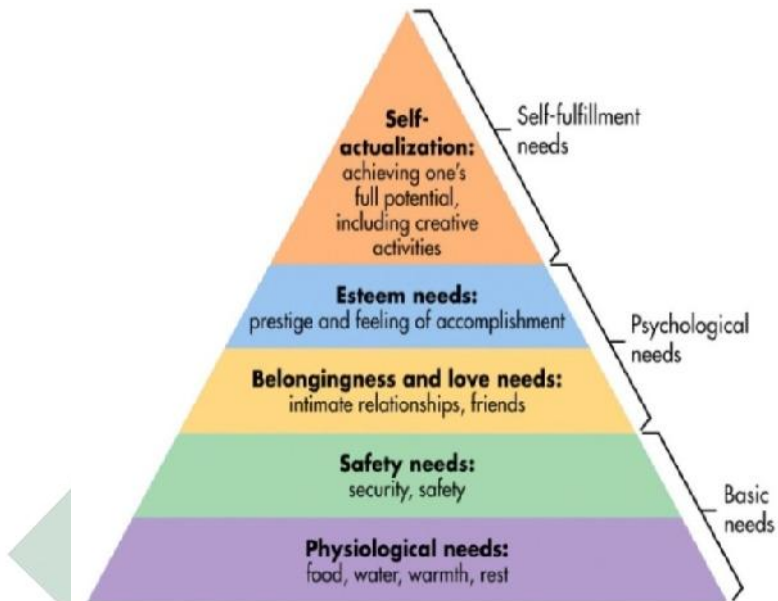 Self-
actualization:
achieving one's
full potential,
including creative
activities
Self-fulfillment
needs
Esteem needs:
prestige and feeling of accomplishment
Belongingness and love needs:
intimate relationships, friends
Psychological
needs
Safety needs:
security, safety
Physiological needs:
food, water, warmth, rest
Basic
needs